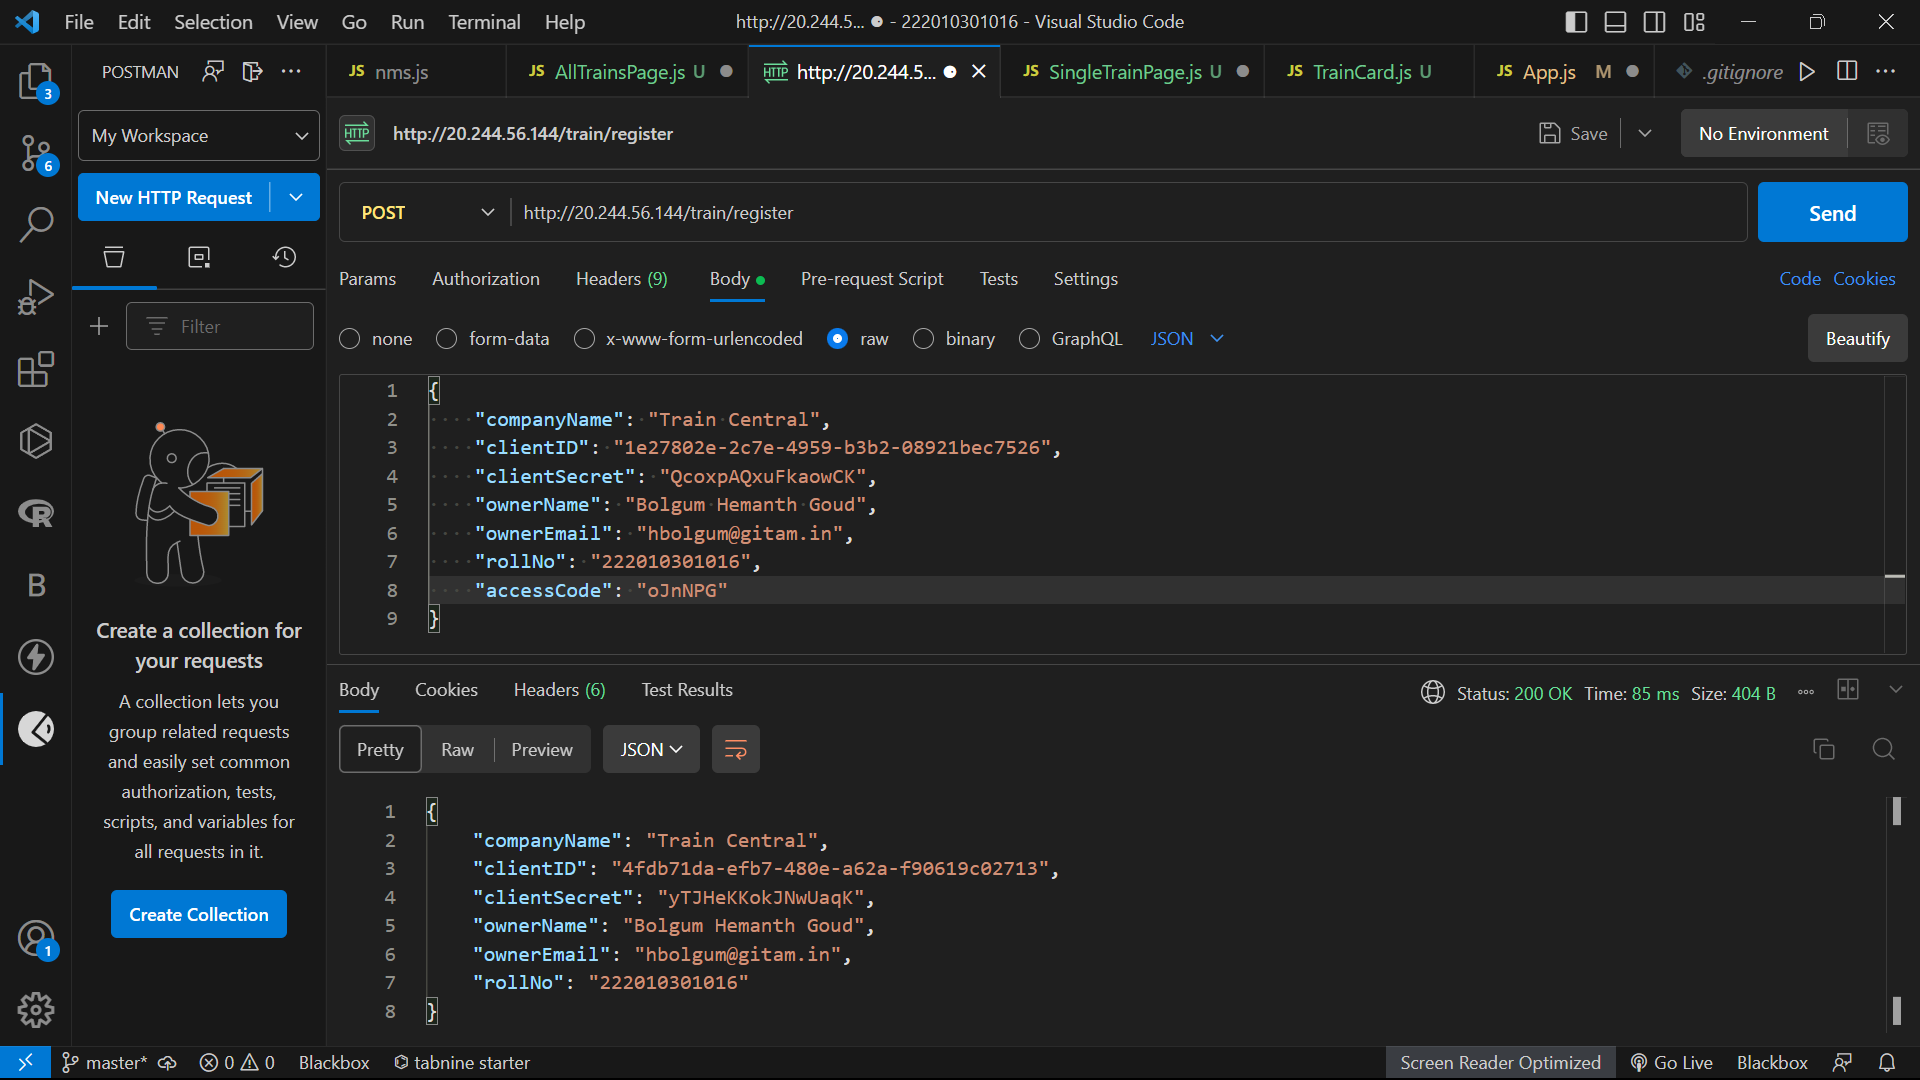 File Edit Selection View Go Run Terminal Help
http://20.244.5... ● - 222010301016 - Visual Studio Code
POSTMAN
JS nms.js
JS AllTrainsPage.js U
HTTP http://20.244.5...
JS SingleTrainPage.js U
JS TrainCard.js U
JS App.js M
.gitignore
3
6
My Workspace
New HTTP Request
Filter
B
Create a collection for
your requests
A collection lets you
group related requests
and easily set common
authorization, tests,
scripts, and variables for
all requests in it.
Create Collection
1
HTTP http://20.244.56.144/train/register
Save
No Environment
POST http://20.244.56.144/train/register
Send
Params Authorization Headers (9) Body Pre-request Script Tests Settings
Code Cookies
none form-data x-www-form-urlencoded raw binary GraphQL JSON
Beautify
1 {
2 "companyName": "Train Central",
3 "clientID": "1e27802e-2c7e-4959-b3b2-08921bec7526",
4 "clientSecret": "QcoxpAQxuFkaowCK",
5 "ownerName": "Bolgum Hemanth Goud",
6 "ownerEmail": "hbolgum@gitam.in",
7 "rollNo": "222010301016",
8 "accessCode": "oJnNPG"
9 }
Body Cookies Headers (6) Test Results
Status: 200 OK Time: 85 ms Size: 404 B
Pretty Raw Preview JSON
1 {
2 "companyName": "Train Central",
3 "clientID": "4fdb71da-efb7-480e-a62a-f90619c02713",
4 "clientSecret": "yTJHeKKokJNwUaqK",
5 "ownerName": "Bolgum Hemanth Goud",
6 "ownerEmail": "hbolgum@gitam.in",
7 "rollNo": "222010301016"
8 }
master* 0 0 Blackbox tabnine starter
Screen Reader Optimized Go Live Blackbox